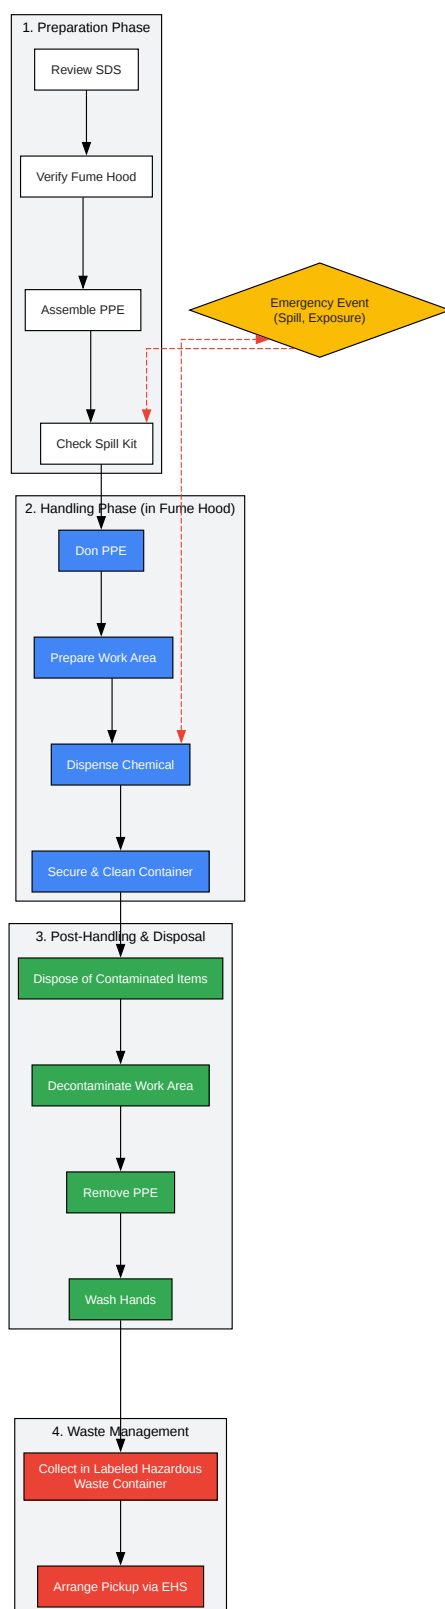 1. Preparation Phase
Review SDS
Verify Fume Hood
Assemble PPE
Emergency Event
(Spill, Exposure)
Check Spill Kit
2. Handling Phase (in Fume Hood)
Don PPE
Prepare Work Area
Dispense Chemical
Secure & Clean Container
3. Post-Handling & Disposal
Dispose of Contaminated Items
Decontaminate Work Area
Remove PPE
Wash Hands
4. Waste Management
Collect in Labeled Hazardous
Waste Container
Arrange Pickup via EHS